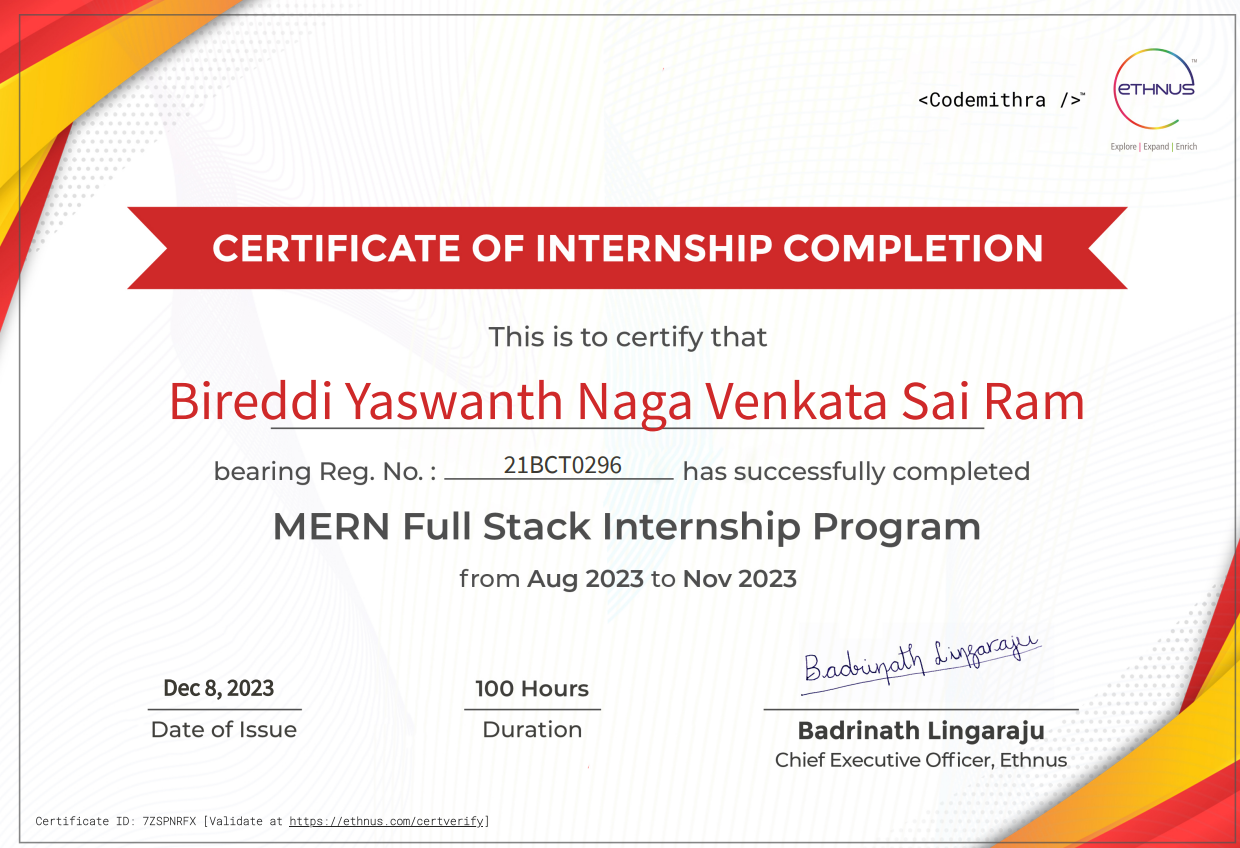 <Codemithra />™
eTHNUS™
Explore | Expand | Enrich
CERTIFICATE OF INTERNSHIP COMPLETION
This is to certify that
Bireddi Yaswanth Naga Venkata Sai Ram
bearing Reg. No. : 21BCT0296 has successfully completed
MERN Full Stack Internship Program
from Aug 2023 to Nov 2023
Badrinath Lingaraju
Dec 8, 2023
Date of Issue
100 Hours
Duration
Badrinath Lingaraju
Chief Executive Officer, Ethnus
Certificate ID: 7ZSPNRFX [Validate at https://ethnus.com/certverify]